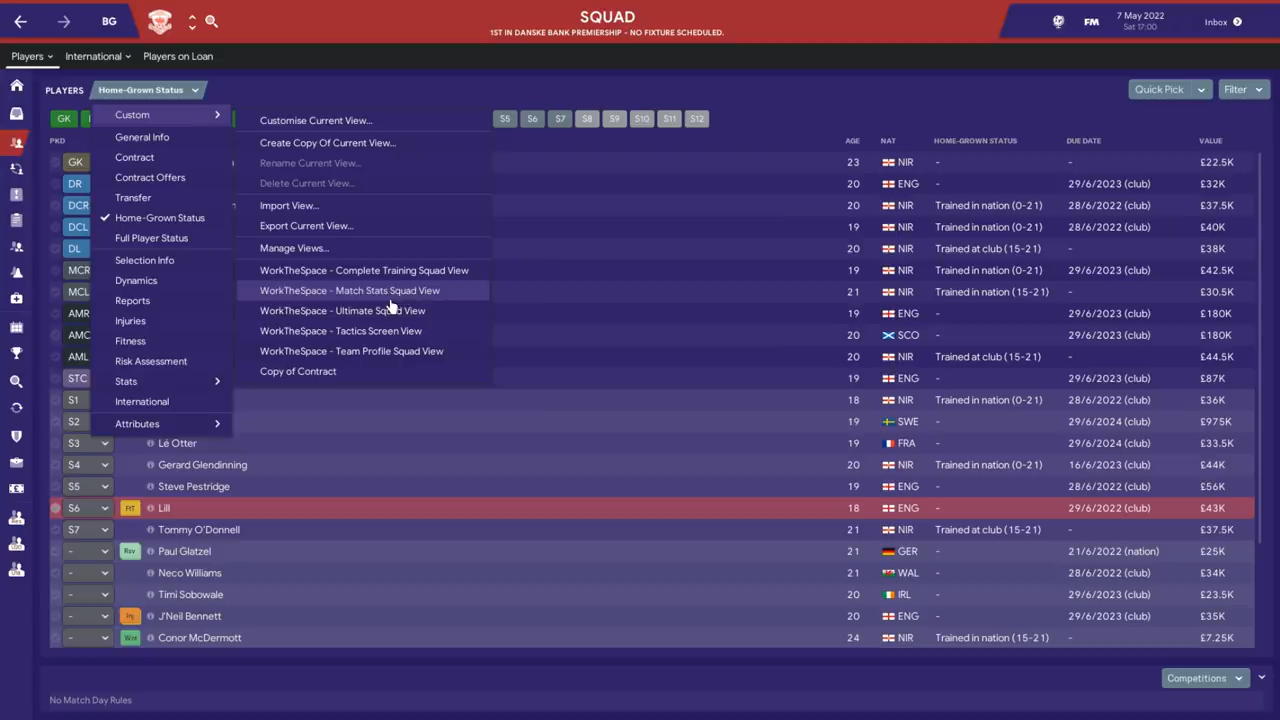 BG
SQUAD
1ST IN DANSKE BANK PREMIERSHIP - NO FIXTURE SCHEDULED.
FM
7 May 2022
Sat 17:00
Inbox
Players
International
Players on Loan
PLAYERS
Home-Grown Status
Quick Pick
Filter
GK S5 S6 S7 S8 S9 S10 S11 S12
PKD AGE NAT HOME-GROWN STATUS DUE DATE VALUE
Custom
General Info
Contract
Contract Offers
Transfer
Home-Grown Status
Full Player Status
Selection Info
Dynamics
Reports
Injuries
Fitness
Risk Assessment
Stats
International
Attributes
Customise Current View...
Create Copy Of Current View...
Rename Current View...
Delete Current View...
Import View...
Export Current View...
Manage Views...
WorkTheSpace - Complete Training Squad View
WorkTheSpace - Match Stats Squad View
WorkTheSpace - Ultimate Squad View
WorkTheSpace - Tactics Screen View
WorkTheSpace - Team Profile Squad View
Copy of Contract
GK 23 NIR - - £22.5K
DR 20 ENG - 29/6/2023 (club) £32K
DCR 20 NIR Trained in nation (0-21) 28/6/2022 (club) £37.5K
DCL 19 NIR Trained in nation (0-21) 29/6/2023 (club) £40K
DL 20 NIR Trained at club (15-21) - £38K
MCR 19 NIR Trained in nation (0-21) 29/6/2023 (club) £42.5K
MCL 21 NIR Trained in nation (15-21) - £30.5K
AMR 19 ENG - 29/6/2023 (club) £180K
AMC 20 SCO - 29/6/2023 (club) £180K
AML 20 NIR Trained at club (15-21) - £44.5K
STC 19 ENG - 29/6/2023 (club) £87K
S1 18 NIR Trained in nation (0-21) 29/6/2023 (club) £36K
S2 19 SWE - 29/6/2024 (club) £975K
S3 Lé Otter 19 FRA - 29/6/2024 (club) £33.5K
S4 Gerard Glendinning 20 NIR Trained in nation (0-21) 16/6/2023 (club) £44K
S5 Steve Pestridge 19 ENG - 28/6/2022 (club) £56K
S6 FtT Lill 18 ENG - 29/6/2022 (club) £43K
S7 Tommy O'Donnell 21 NIR Trained at club (15-21) - £37.5K
- Rsv Paul Glatzel 21 GER - 21/6/2022 (nation) £25K
- Neco Williams 21 WAL - 28/6/2022 (club) £34K
- Timi Sobowale 20 IRL - 29/6/2023 (club) £23.5K
- Inj J'Neil Bennett 20 ENG - 29/6/2023 (club) £35K
- Wnt Conor McDermott 24 NIR Trained in nation (15-21) - £7.25K
Competitions
No Match Day Rules